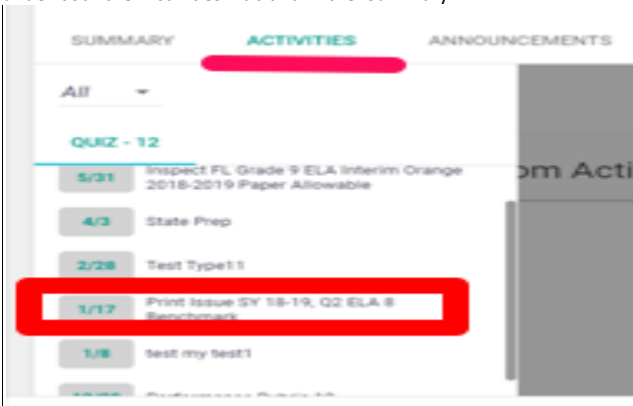 SUMMARY ACTIVITIES ANNOUNCEMENTS
All
QUIZ - 12
5/31 Inspect FL Grade 9 ELA Interim Orange
2018-2019 Paper Allowable
om Acti
4/3 State Prep
2/28 Test Type11
1/17 Print Issue SY 18-19, Q2 ELA 8
Benchmark
1/8 test my test1